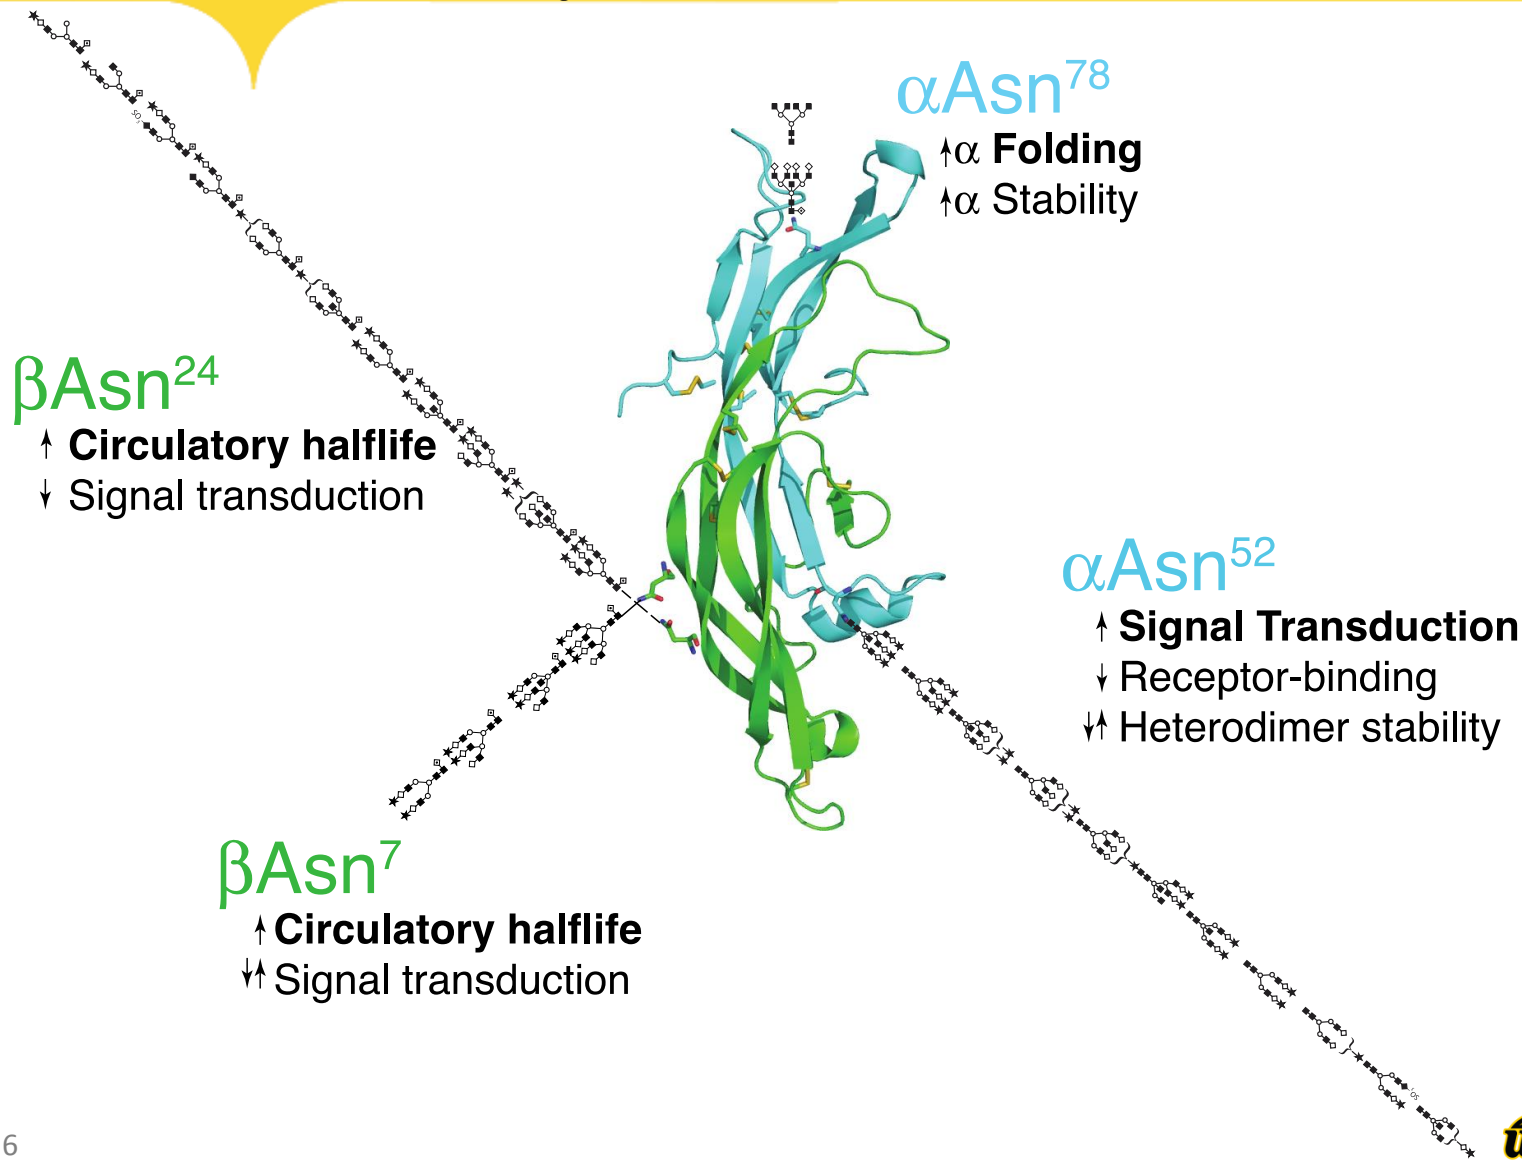 αAsn⁷⁸
↑α Folding
↑α Stability
βAsn²⁴
↑ Circulatory halflife
↓ Signal transduction
αAsn⁵²
↑ Signal Transduction
↓ Receptor-binding
↓↑ Heterodimer stability
βAsn⁷
↑ Circulatory halflife
↓↑ Signal transduction
6